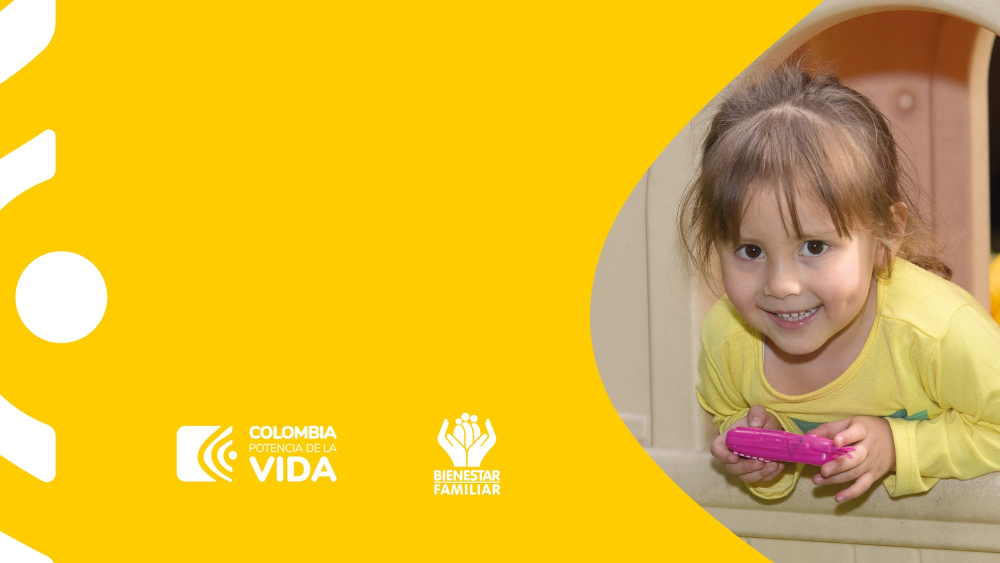 COLOMBIA
POTENCIA DE LA
VIDA
BIENESTAR
FAMILIAR